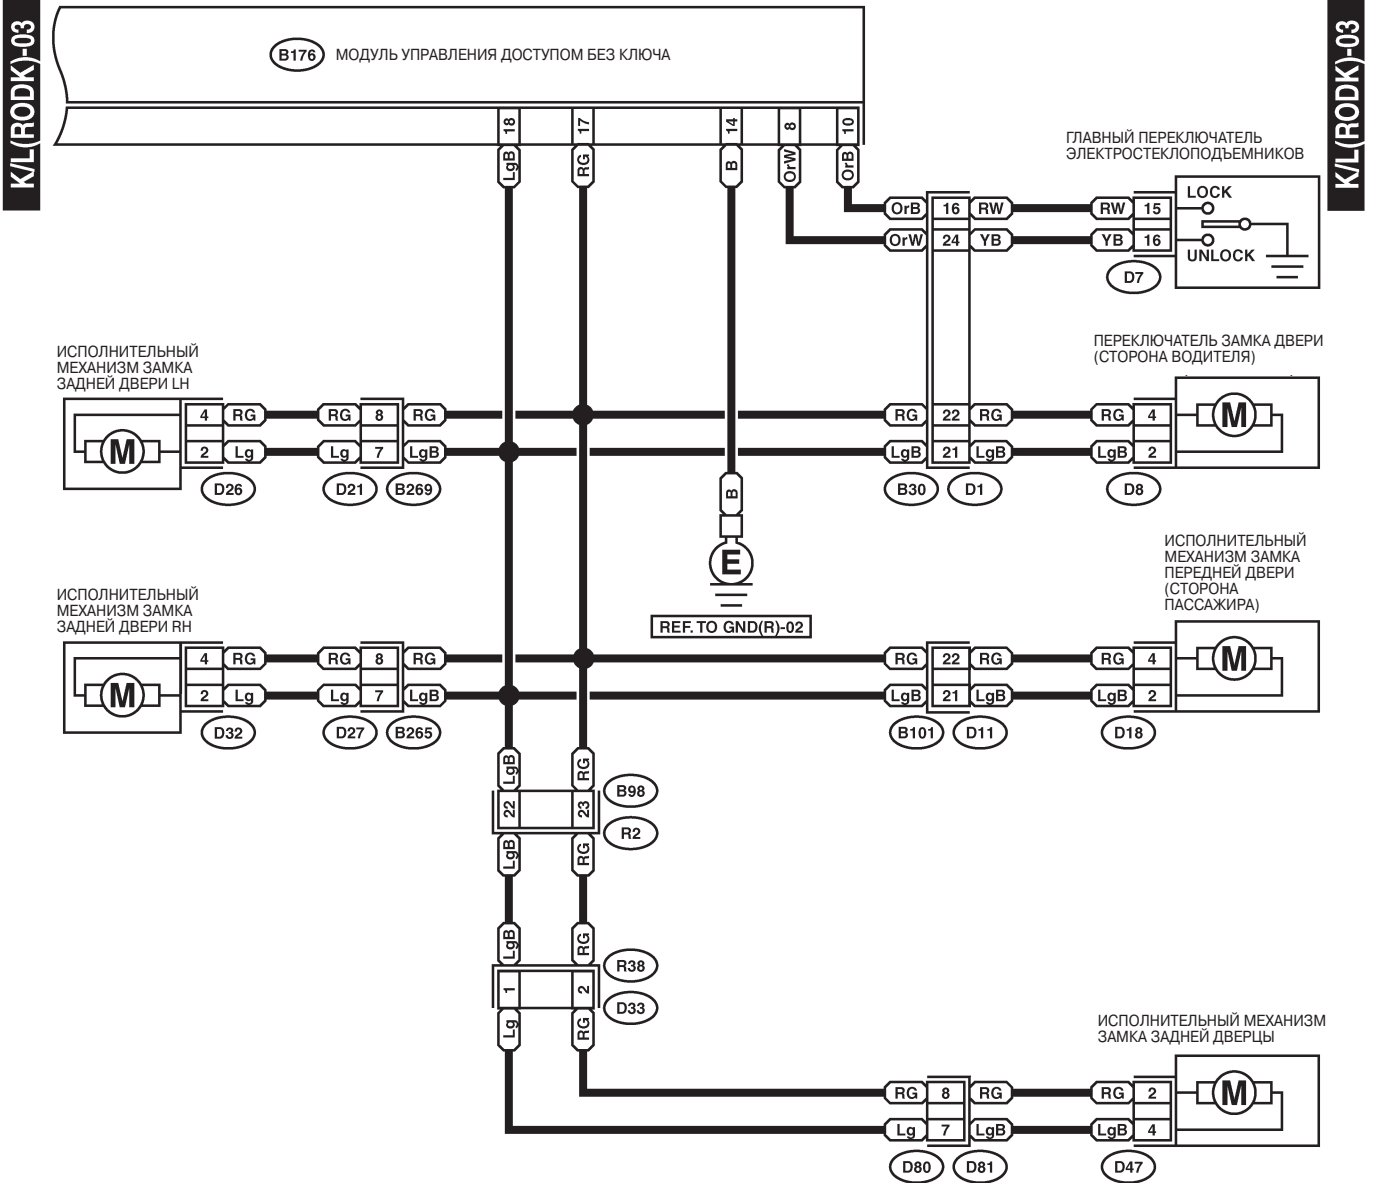 K/L(RODK)-03
K/L(RODK)-03
B176 МОДУЛЬ УПРАВЛЕНИЯ ДОСТУПОМ БЕЗ КЛЮЧА
18 17 14 8 10
LgB RG B OrW OrB
ГЛАВНЫЙ ПЕРЕКЛЮЧАТЕЛЬ
ЭЛЕКТРОСТЕКЛОПОДЪЕМНИКОВ
LOCK
OrB 16 RW RW 15
OrW 24 YB YB 16
UNLOCK
D7
ИСПОЛНИТЕЛЬНЫЙ
МЕХАНИЗМ ЗАМКА
ЗАДНЕЙ ДВЕРИ LH
ПЕРЕКЛЮЧАТЕЛЬ ЗАМКА ДВЕРИ
(СТОРОНА ВОДИТЕЛЯ)
4 RG RG 8 RG RG 22 RG RG 4
M M
2 Lg Lg 7 LgB LgB 21 LgB LgB 2
D26 D21 B269 B30 D1 D8
B
E
REF. TO GND(R)-02
ИСПОЛНИТЕЛЬНЫЙ
МЕХАНИЗМ ЗАМКА
ЗАДНЕЙ ДВЕРИ RH
ИСПОЛНИТЕЛЬНЫЙ
МЕХАНИЗМ ЗАМКА
ПЕРЕДНЕЙ ДВЕРИ
(СТОРОНА
ПАССАЖИРА)
4 RG RG 8 RG RG 22 RG RG 4
M M
2 Lg Lg 7 LgB LgB 21 LgB LgB 2
D32 D27 B265 B101 D11 D18
LgB RG
B98
22 23
R2
LgB RG
LgB RG
R38
1 2
D33
Lg RG
ИСПОЛНИТЕЛЬНЫЙ МЕХАНИЗМ
ЗАМКА ЗАДНЕЙ ДВЕРЦЫ
RG 8 RG RG 2
M
Lg 7 LgB LgB 4
D80 D81 D47